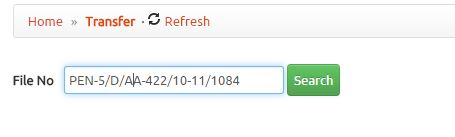 Home » Transfer · Refresh
File No PEN-5/D/AA-422/10-11/1084 Search